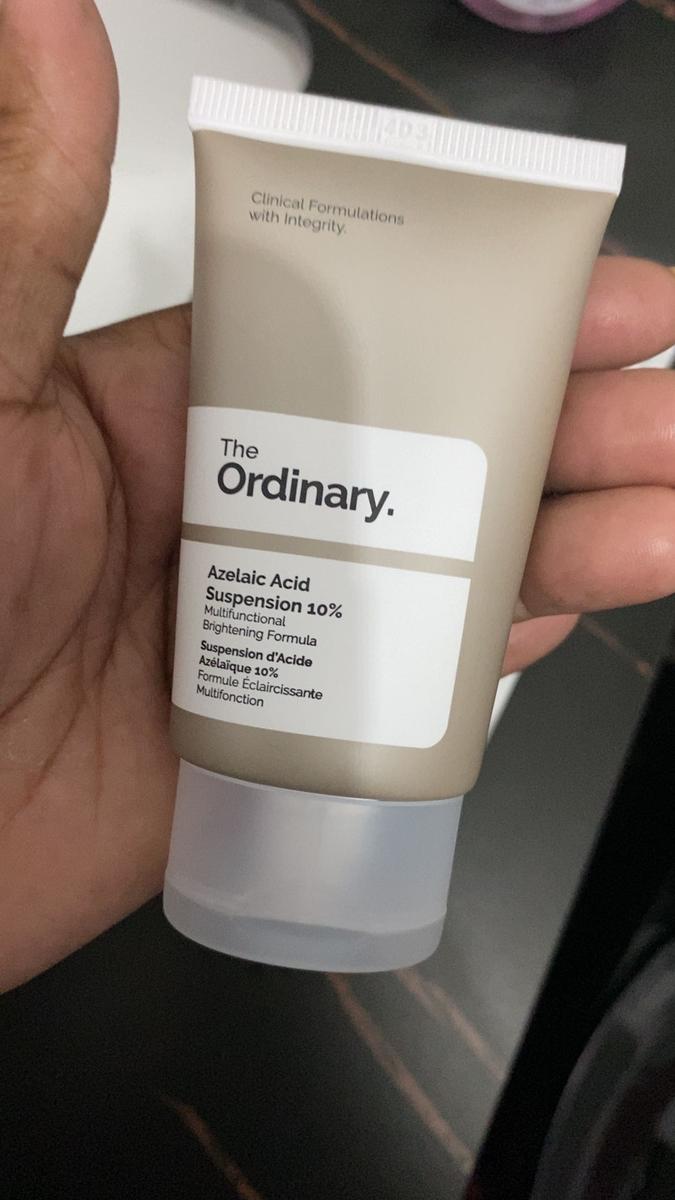 4D3
Clinical Formulations
with Integrity.
The
Ordinary.
Azelaic Acid
Suspension 10%
Multifunctional
Brightening Formula
Suspension d'Acide
Azélaïque 10%
Formule Éclaircissante
Multifonction